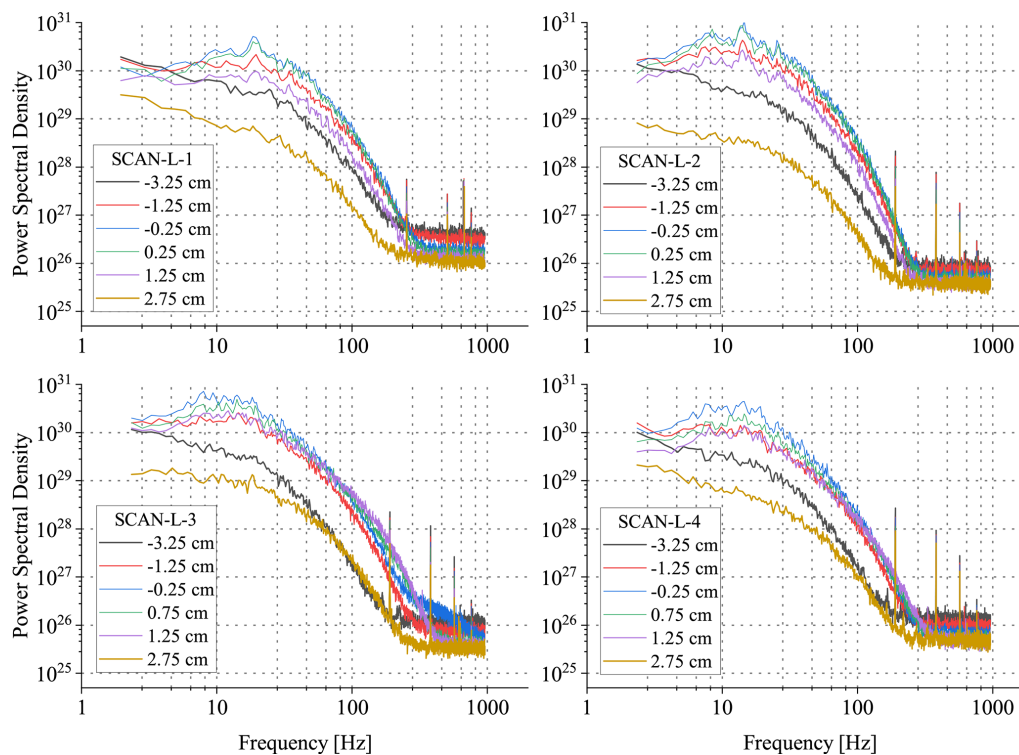 10^31
10^30
10^29
10^28
10^27
10^26
10^25
Power Spectral Density
SCAN-L-1
-3.25 cm
-1.25 cm
-0.25 cm
0.25 cm
1.25 cm
2.75 cm
1 10 100 1000
10^31
10^30
10^29
10^28
10^27
10^26
10^25
Power Spectral Density
SCAN-L-2
-3.25 cm
-1.25 cm
-0.25 cm
0.25 cm
1.25 cm
2.75 cm
1 10 100 1000
10^31
10^30
10^29
10^28
10^27
10^26
10^25
Power Spectral Density
SCAN-L-3
-3.25 cm
-1.25 cm
-0.25 cm
0.75 cm
1.25 cm
2.75 cm
1 10 100 1000
Frequency [Hz]
10^31
10^30
10^29
10^28
10^27
10^26
10^25
Power Spectral Density
SCAN-L-4
-3.25 cm
-1.25 cm
-0.25 cm
0.75 cm
1.25 cm
2.75 cm
1 10 100 1000
Frequency [Hz]